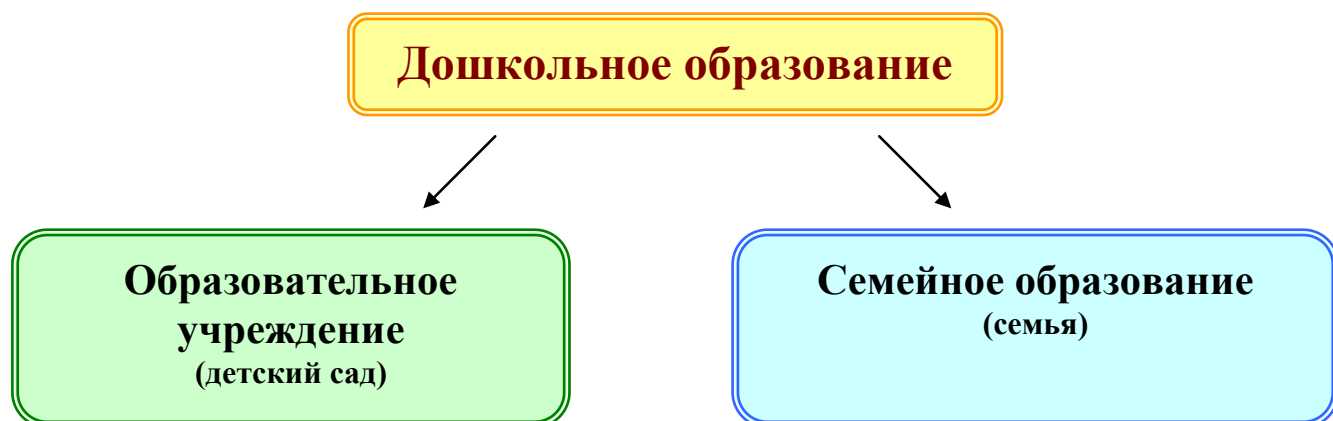 Дошкольное образование
Образовательное
учреждение
(детский сад)
Семейное образование
(семья)